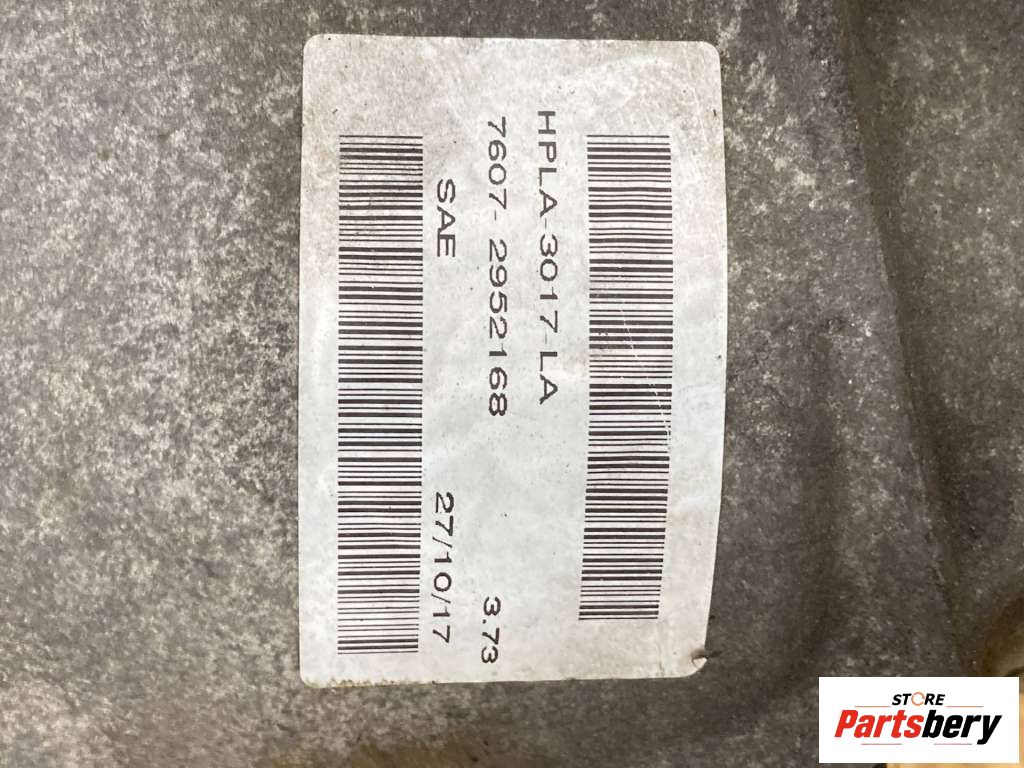 HPLA-3017-LA
7607-2952168 3.73
SAE 27/10/17
STORE
Partsbery